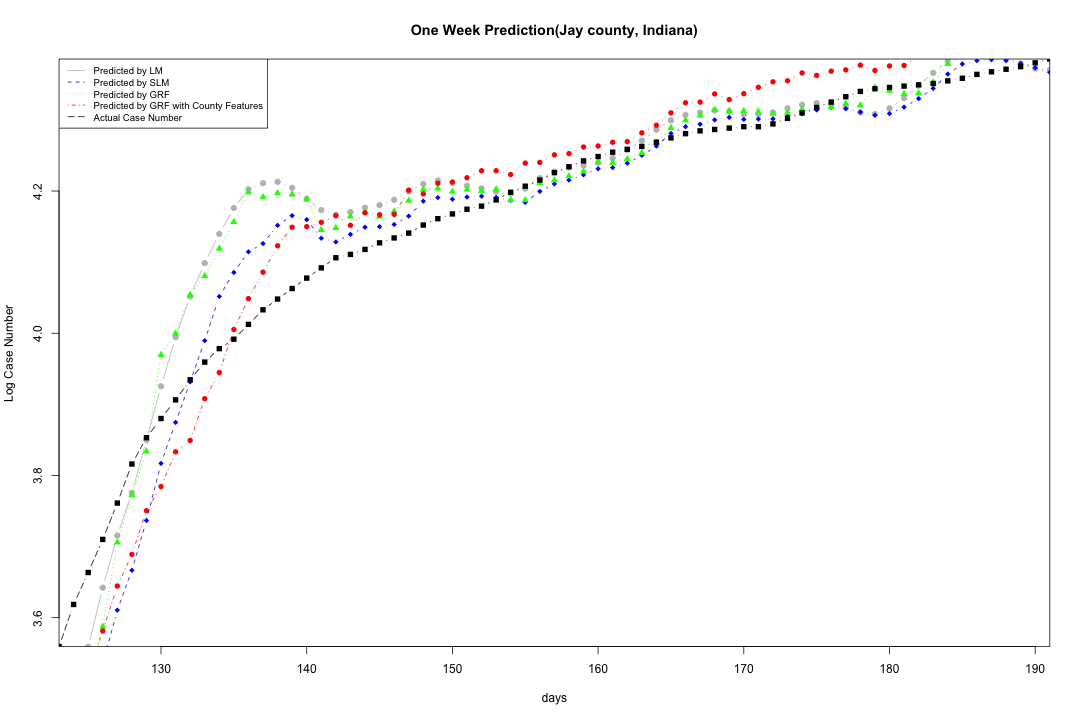 One Week Prediction(Jay county, Indiana)
Predicted by LM
Predicted by SLM
Predicted by GRF
Predicted by GRF with County Features
Actual Case Number
Log Case Number
4.2
4.0
3.8
3.6
130 140 150 160 170 180 190
days